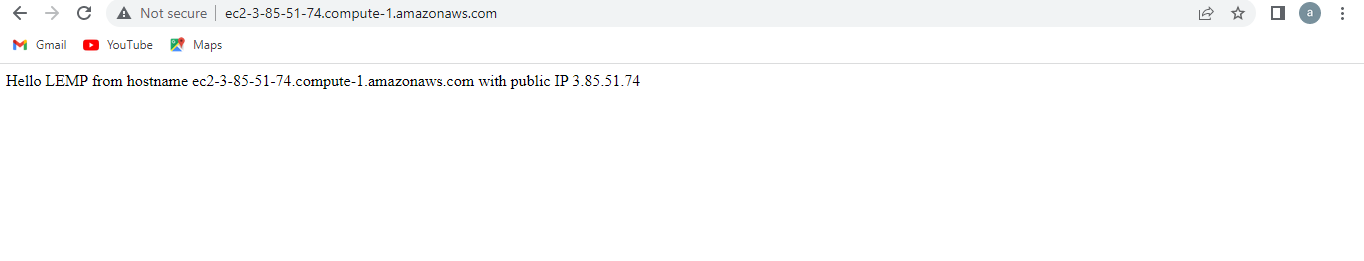 Not secure ec2-3-85-51-74.compute-1.amazonaws.com a
Gmail YouTube Maps
Hello LEMP from hostname ec2-3-85-51-74.compute-1.amazonaws.com with public IP 3.85.51.74